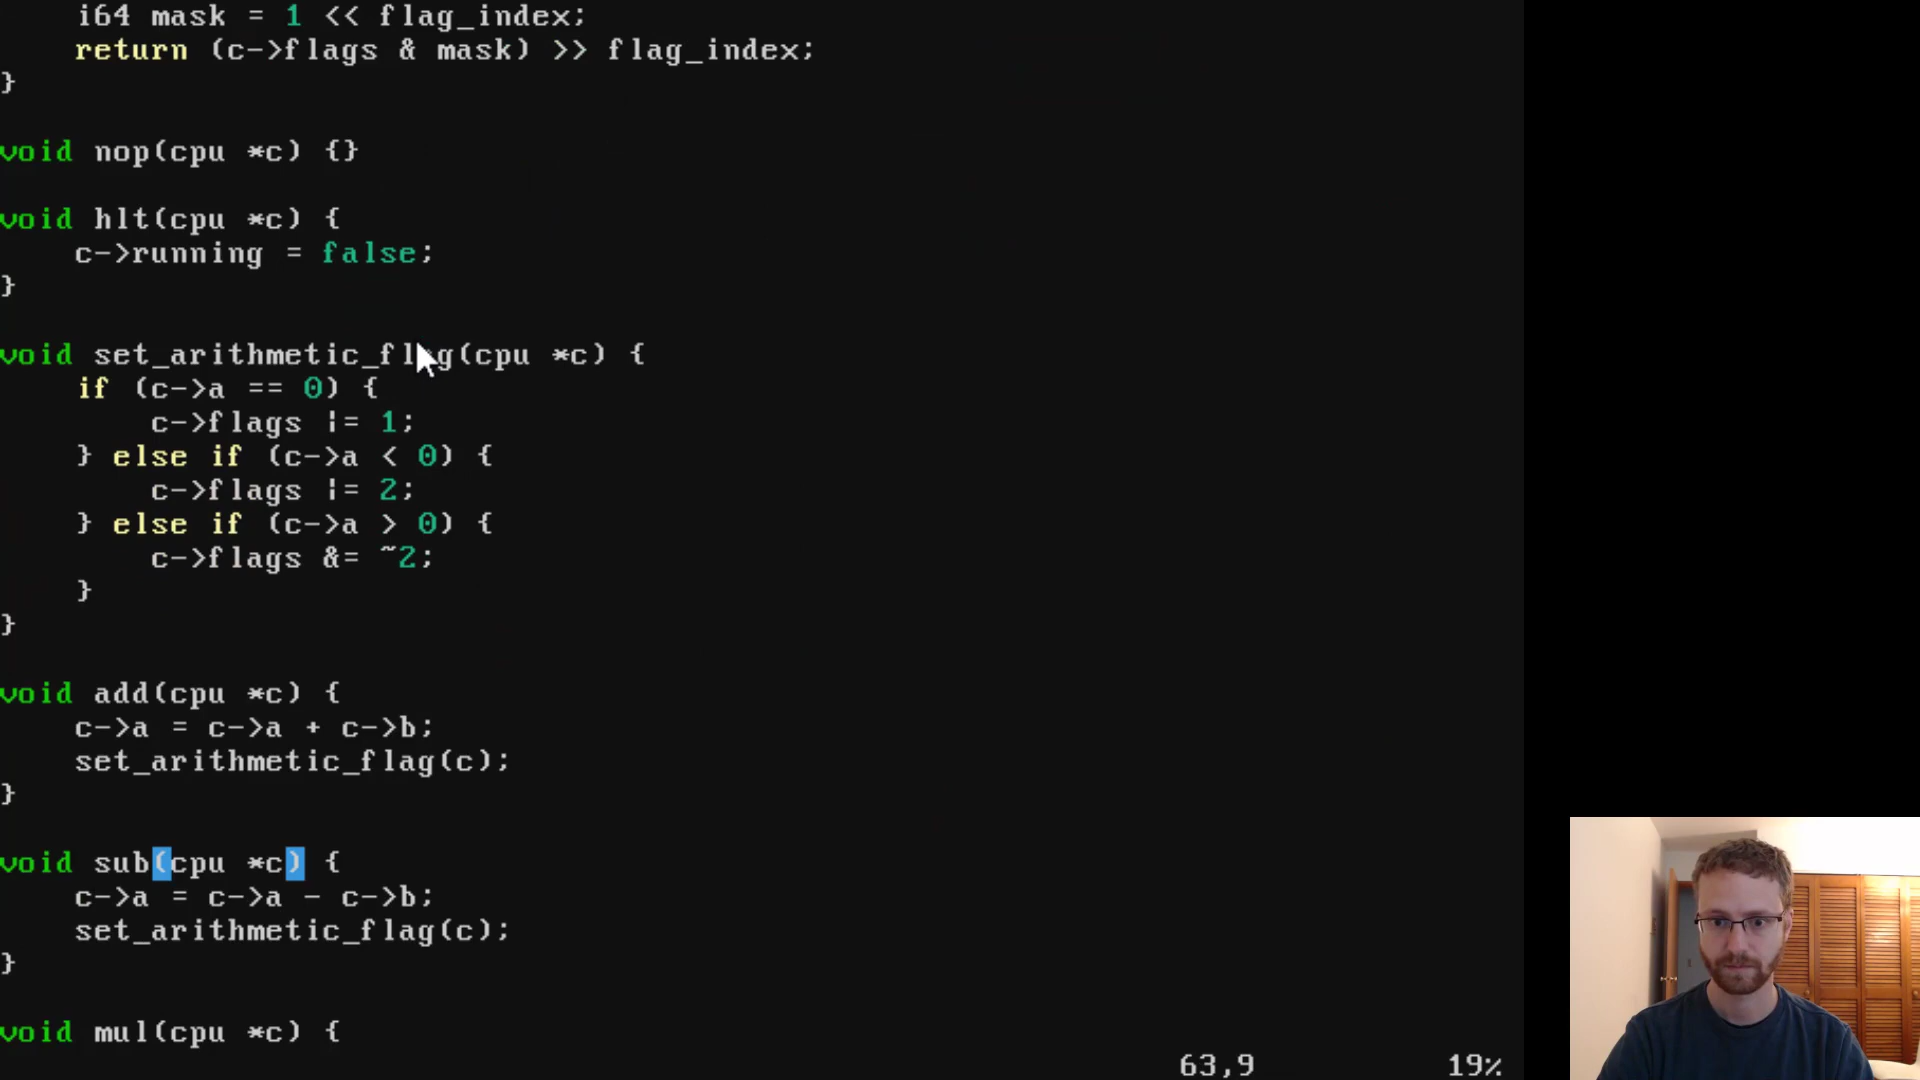 i64 mask = 1 << flag_index;
return (c->flags & mask) >> flag_index;
}
void nop(cpu *c) {}
void hlt(cpu *c) {
c->running = false;
}
void set_arithmetic_flag(cpu *c) {
if (c->a == 0) {
c->flags |= 1;
} else if (c->a < 0) {
c->flags |= 2;
} else if (c->a > 0) {
c->flags &= ~2;
}
}
void add(cpu *c) {
c->a = c->a + c->b;
set_arithmetic_flag(c);
}
void sub(cpu *c) {
c->a = c->a - c->b;
set_arithmetic_flag(c);
}
void mul(cpu *c) {
63,9 19%